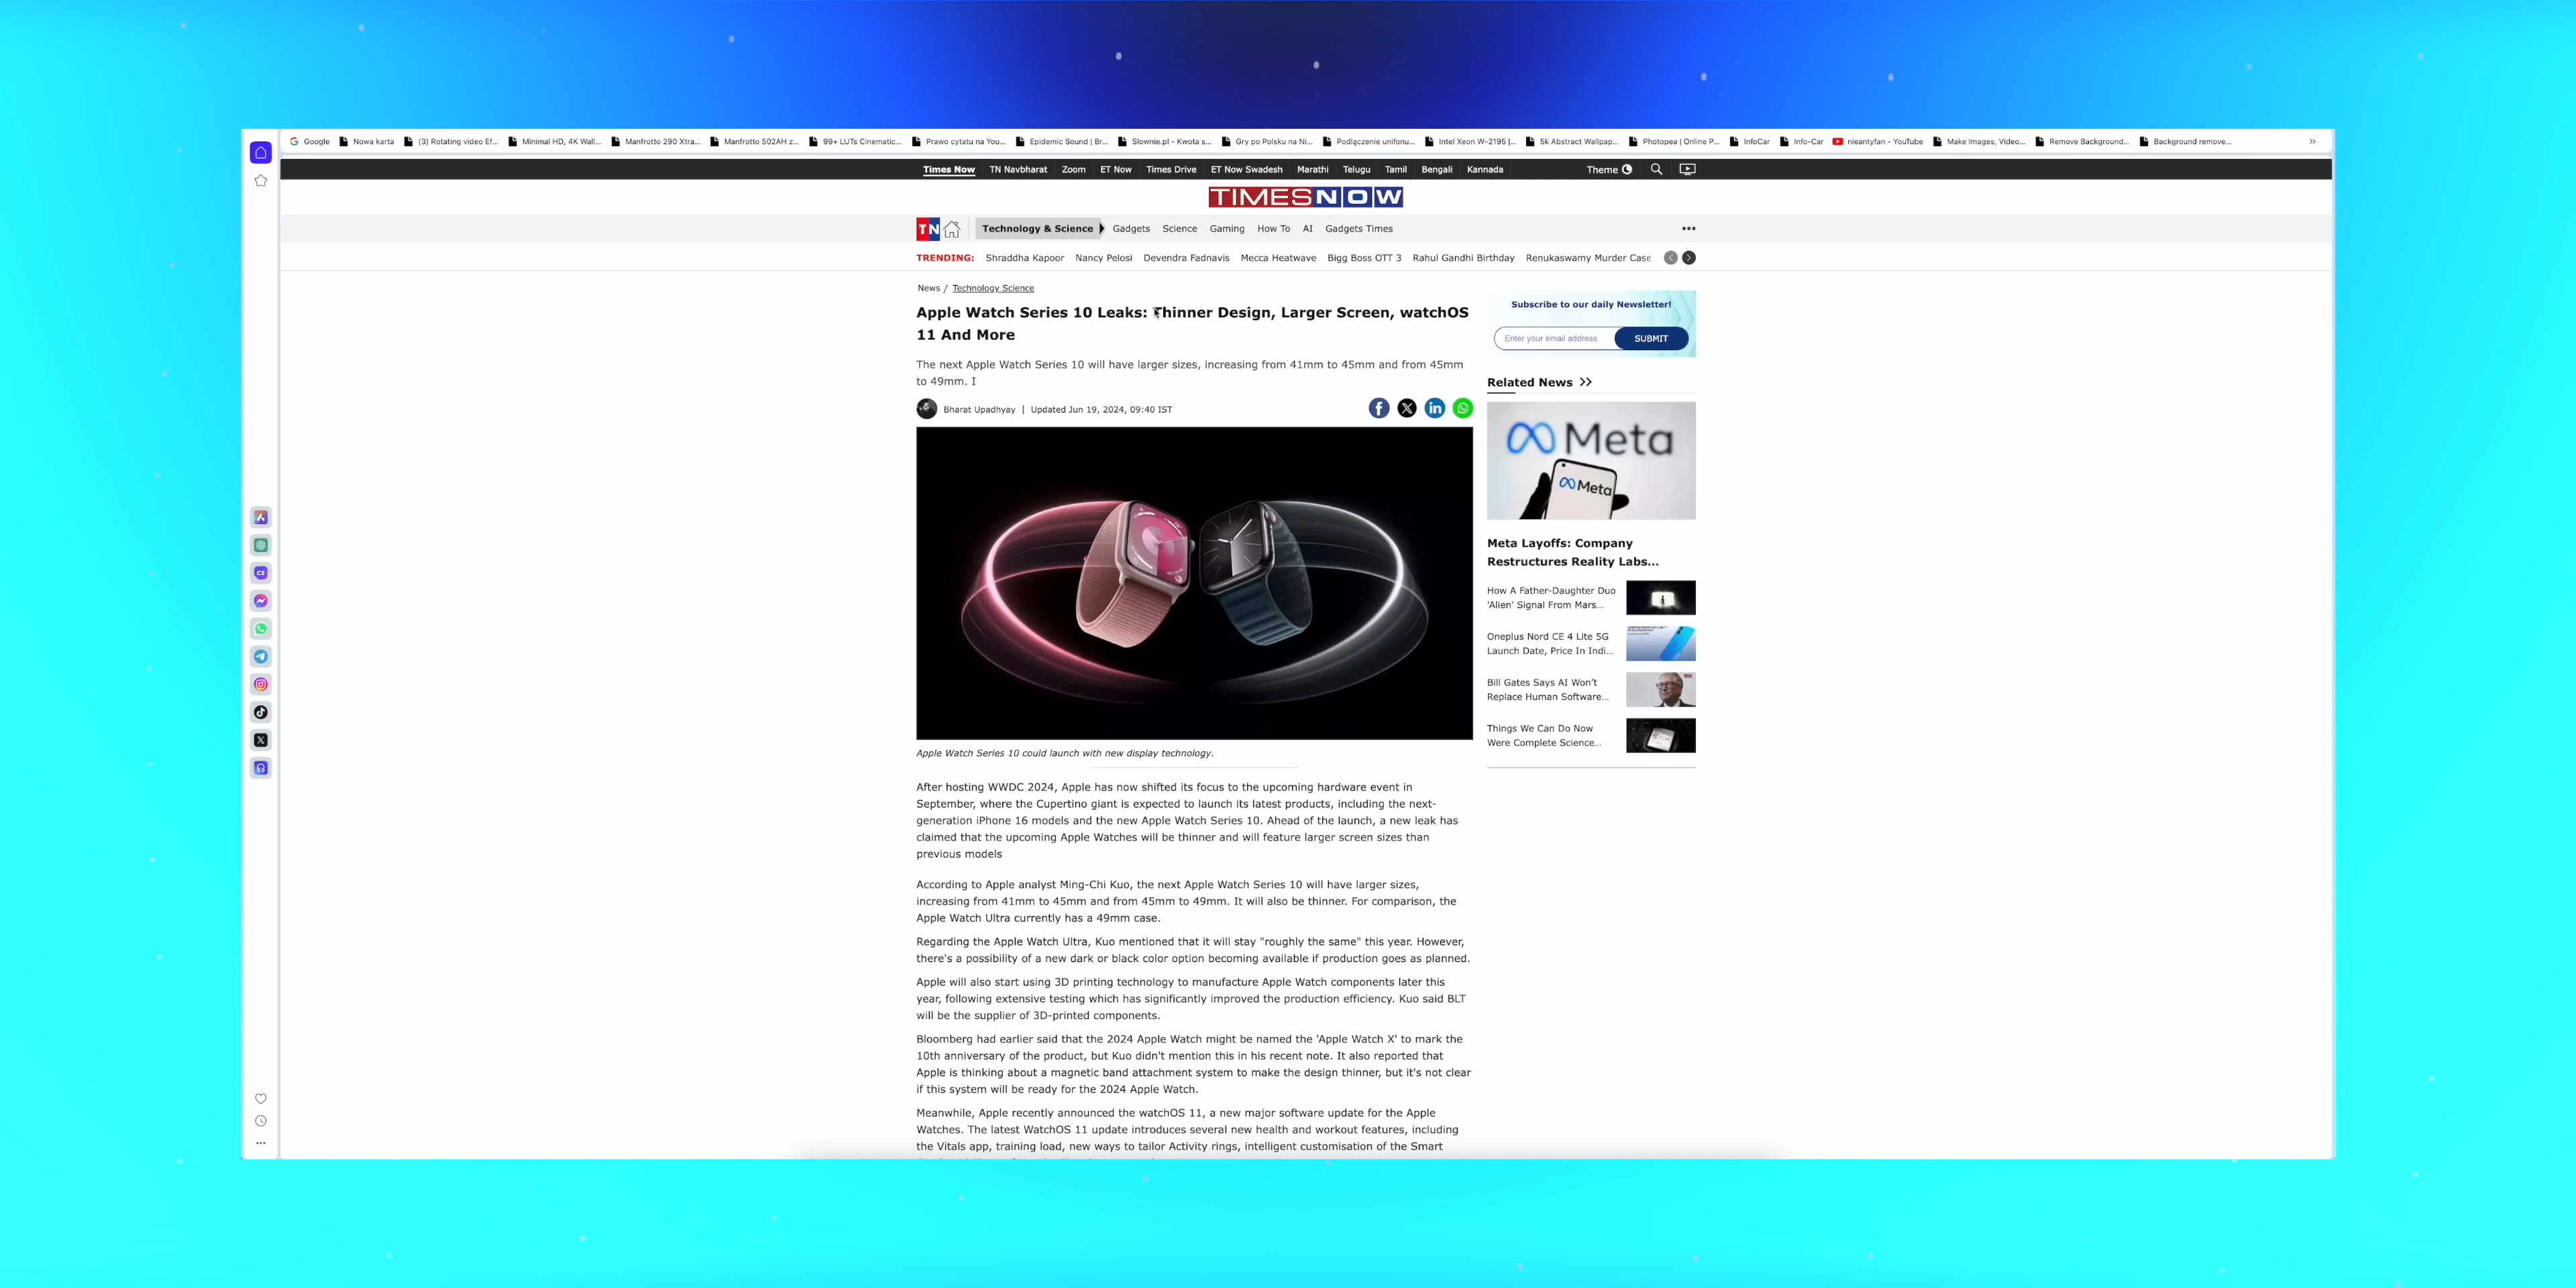 Google Nowa karta (3) Rotating video Ef... Minimal HD, 4K Wall... Manfrotto 290 Xtra... Manfrotto 502AH z... 99+ LUTs Cinematic... Prawo cytatu na You... Epidemic Sound | Br... Slownie.pl - Kwota s... Gry po Polsku na Ni... Podłączenie unifonu... Intel Xeon W-2195 |... 5k Abstract Wallpap... Photopea | Online P... InfoCar Info-Car nieantyfan - YouTube Make Images, Video... Remove Background... Background remove...
Times Now TN Navbharat Zoom ET Now Times Drive ET Now Swadesh Marathi Telugu Tamil Bengali Kannada Theme
TIMES NOW
TN Technology & Science Gadgets Science Gaming How To AI Gadgets Times
TRENDING: Shraddha Kapoor Nancy Pelosi Devendra Fadnavis Mecca Heatwave Bigg Boss OTT 3 Rahul Gandhi Birthday Renukaswamy Murder Case
News / Technology Science
Apple Watch Series 10 Leaks: Thinner Design, Larger Screen, watchOS
11 And More
The next Apple Watch Series 10 will have larger sizes, increasing from 41mm to 45mm and from 45mm
to 49mm. I
Bharat Upadhyay | Updated Jun 19, 2024, 09:40 IST
Apple Watch Series 10 could launch with new display technology.
After hosting WWDC 2024, Apple has now shifted its focus to the upcoming hardware event in
September, where the Cupertino giant is expected to launch its latest products, including the next-
generation iPhone 16 models and the new Apple Watch Series 10. Ahead of the launch, a new leak has
claimed that the upcoming Apple Watches will be thinner and will feature larger screen sizes than
previous models
According to Apple analyst Ming-Chi Kuo, the next Apple Watch Series 10 will have larger sizes,
increasing from 41mm to 45mm and from 45mm to 49mm. It will also be thinner. For comparison, the
Apple Watch Ultra currently has a 49mm case.
Regarding the Apple Watch Ultra, Kuo mentioned that it will stay "roughly the same" this year. However,
there's a possibility of a new dark or black color option becoming available if production goes as planned.
Apple will also start using 3D printing technology to manufacture Apple Watch components later this
year, following extensive testing which has significantly improved the production efficiency. Kuo said BLT
will be the supplier of 3D-printed components.
Bloomberg had earlier said that the 2024 Apple Watch might be named the 'Apple Watch X' to mark the
10th anniversary of the product, but Kuo didn't mention this in his recent note. It also reported that
Apple is thinking about a magnetic band attachment system to make the design thinner, but it's not clear
if this system will be ready for the 2024 Apple Watch.
Meanwhile, Apple recently announced the watchOS 11, a new major software update for the Apple
Watches. The latest WatchOS 11 update introduces several new health and workout features, including
the Vitals app, training load, new ways to tailor Activity rings, intelligent customisation of the Smart
Subscribe to our daily Newsletter!
Enter your email address SUBMIT
Related News
Meta
Meta
Meta Layoffs: Company
Restructures Reality Labs...
How A Father-Daughter Duo
'Alien' Signal From Mars...
Oneplus Nord CE 4 Lite 5G
Launch Date, Price In Indi...
Bill Gates Says AI Won't
Replace Human Software...
Things We Can Do Now
Were Complete Science...